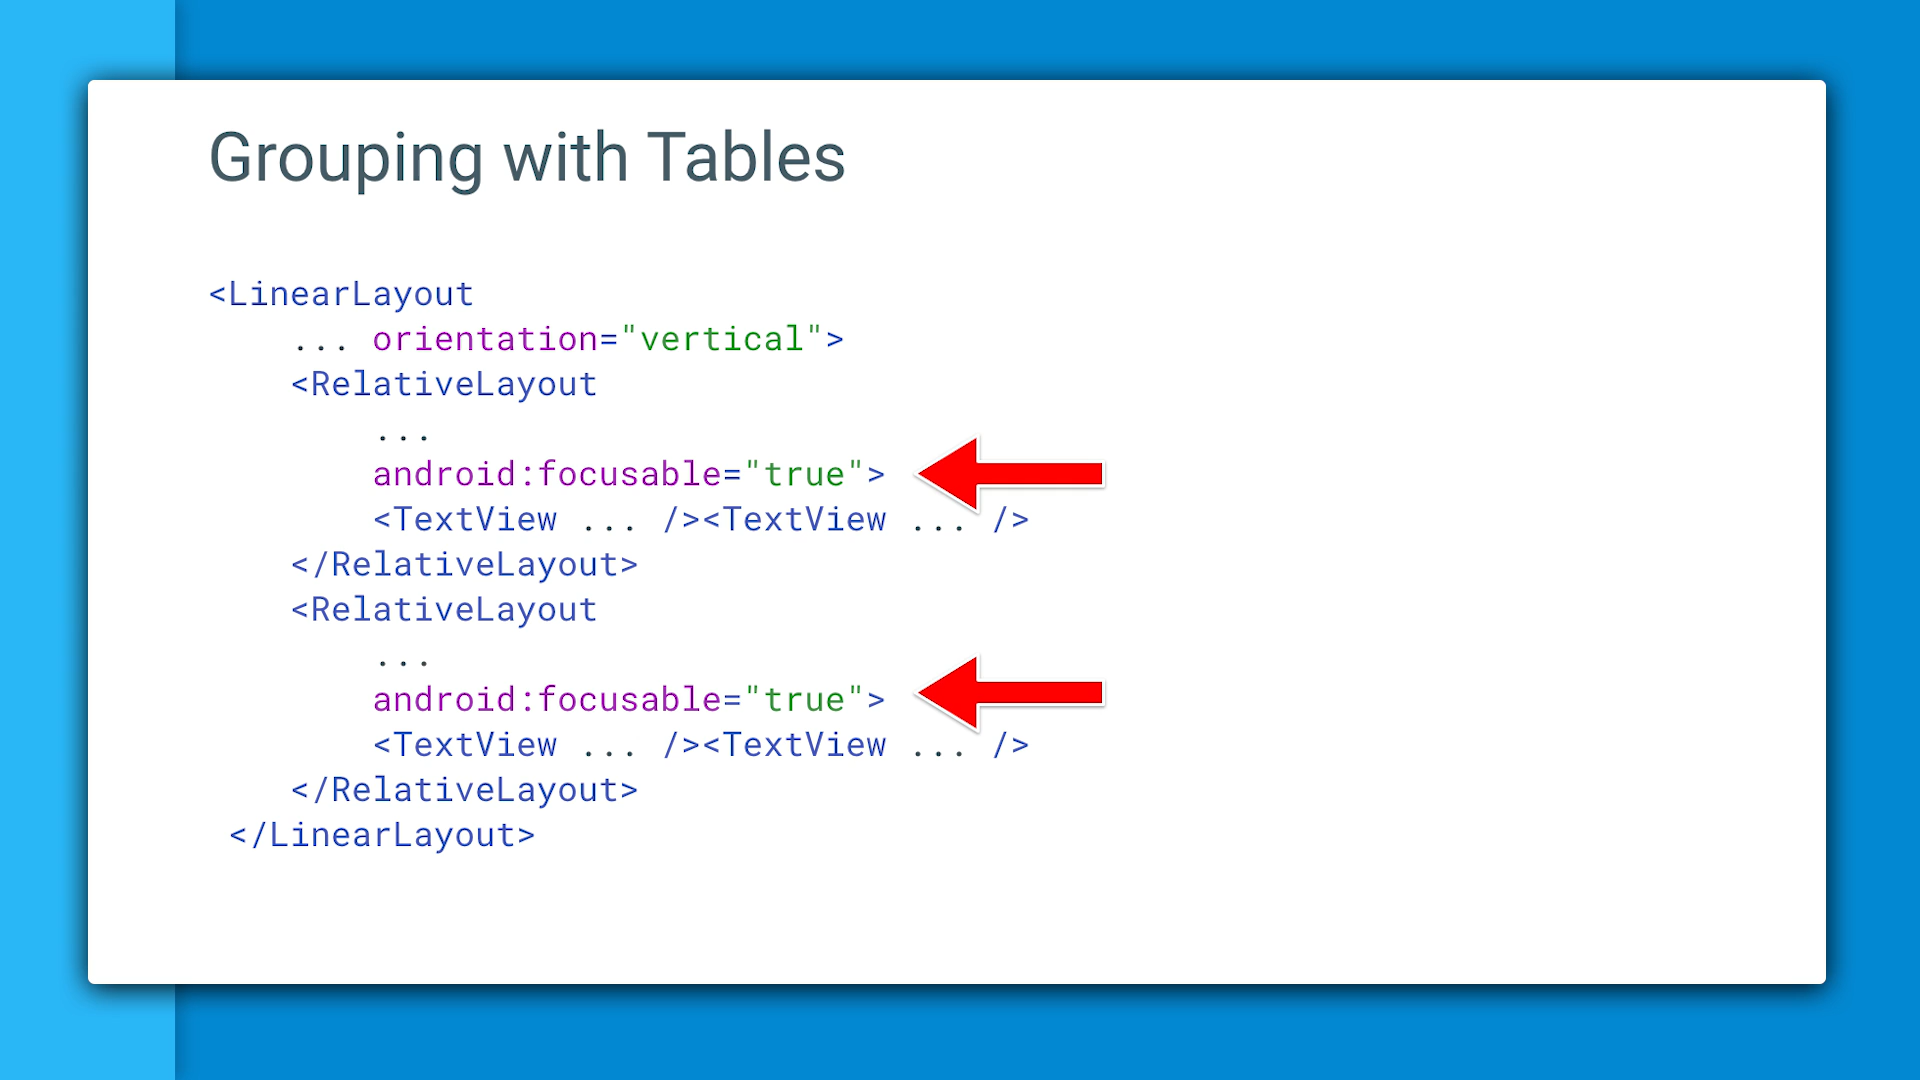 Grouping with Tables
<LinearLayout
... orientation="vertical">
<RelativeLayout
...
android:focusable="true">
<TextView ... /><TextView ... />
</RelativeLayout>
<RelativeLayout
...
android:focusable="true">
<TextView ... /><TextView ... />
</RelativeLayout>
</LinearLayout>